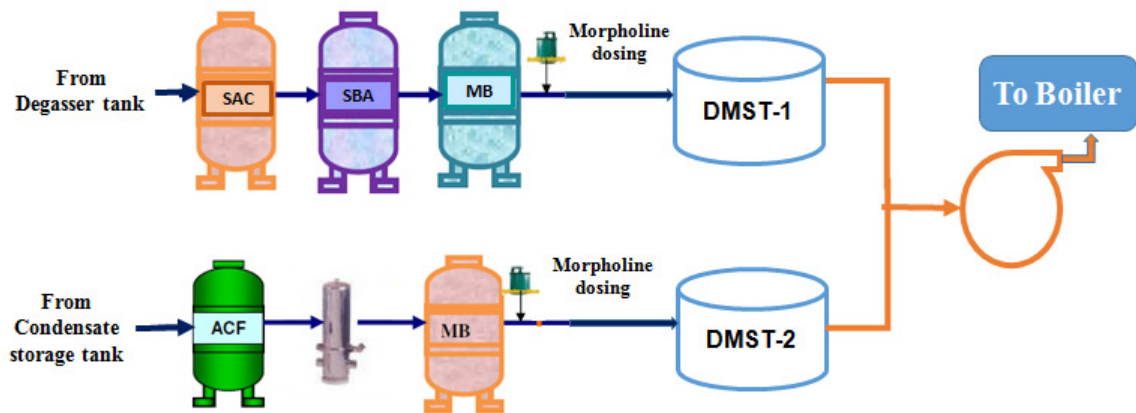 From
Degasser tank
SAC
SBA
MB
Morpholine
dosing
DMST-1
To Boiler
From
Condensate
storage tank
ACF
MB
Morpholine
dosing
DMST-2